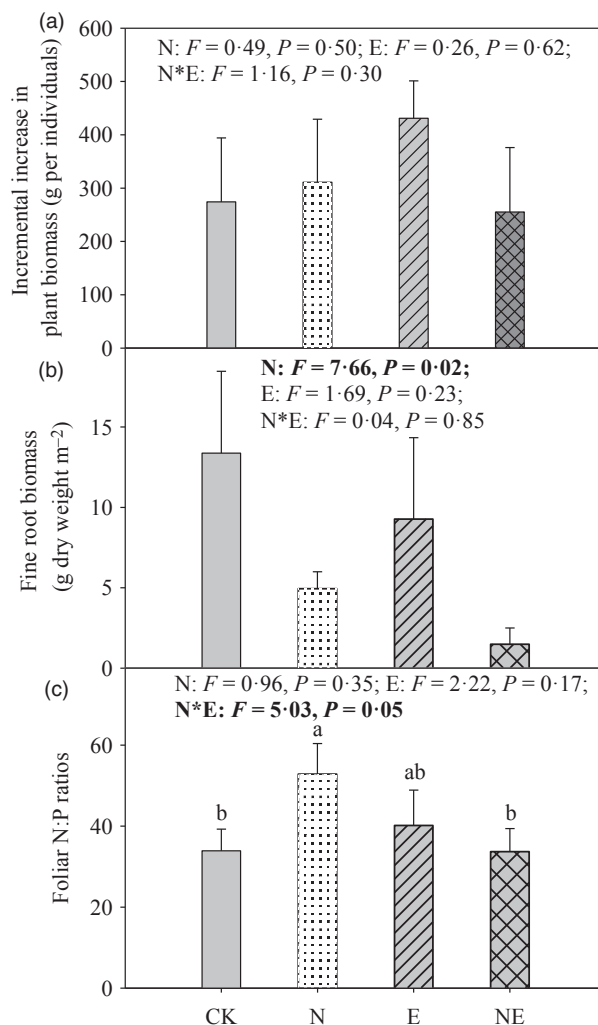 (a)
600
500
400
300
200
100
0
Incremental increase in
plant biomass (g per individuals)
N: F = 0·49, P = 0·50; E: F = 0·26, P = 0·62;
N*E: F = 1·16, P = 0·30
(b)
15
10
5
0
Fine root biomass
(g dry weight m⁻²)
N: F = 7·66, P = 0·02;
E: F = 1·69, P = 0·23;
N*E: F = 0·04, P = 0·85
(c)
60
40
20
0
Foliar N:P ratios
N: F = 0·96, P = 0·35; E: F = 2·22, P = 0·17;
N*E: F = 5·03, P = 0·05
b
a
ab
b
CK N E NE